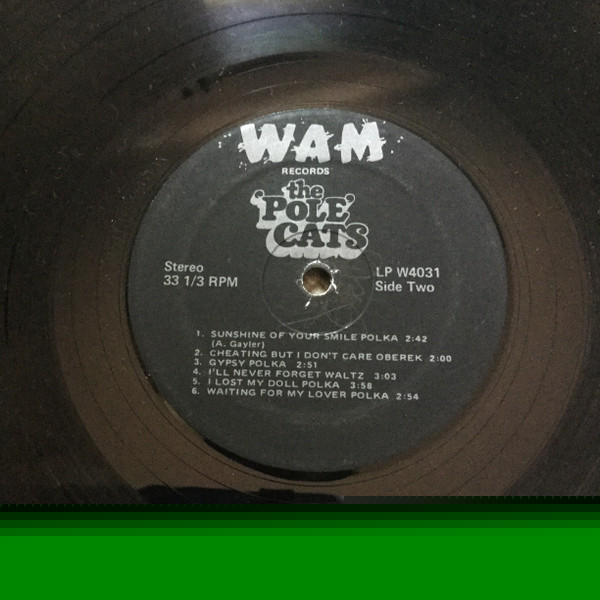 WAM
RECORDS
the
'POLE'
CATS
Stereo
33 1/3 RPM
LP W4031
Side Two
1. SUNSHINE OF YOUR SMILE POLKA 2:42
(A. Gayler)
2. CHEATING BUT I DON'T CARE OBEREK 2:00
3. GYPSY POLKA 2:51
4. I'LL NEVER FORGET WALTZ 3:03
5. I LOST MY DOLL POLKA 3:58
6. WAITING FOR MY LOVER POLKA 2:54